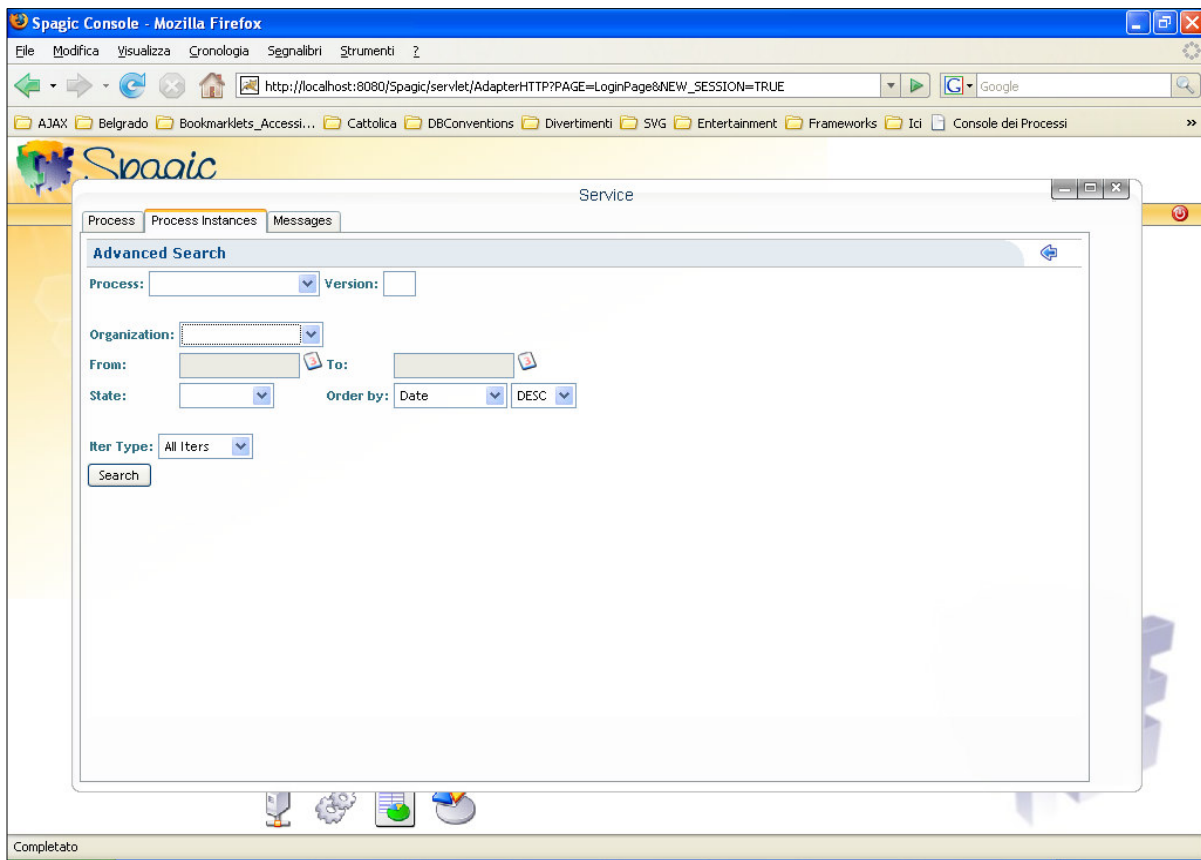 Spagic Console - Mozilla Firefox
File Modifica Visualizza Cronologia Segnalibri Strumenti ?
http://localhost:8080/Spagic/servlet/AdapterHTTP?PAGE=LoginPage&NEW_SESSION=TRUE G Google
AJAX Belgrado Bookmarklets_Accessi... Cattolica DBConventions Divertimenti SVG Entertainment Frameworks Ici Console dei Processi »
Spagic
Service
Process Process Instances Messages
Advanced Search
Process: Version:
Organization:
From: 3 To: 3
State: Order by: Date DESC
Iter Type: All Iters
Search
Completato